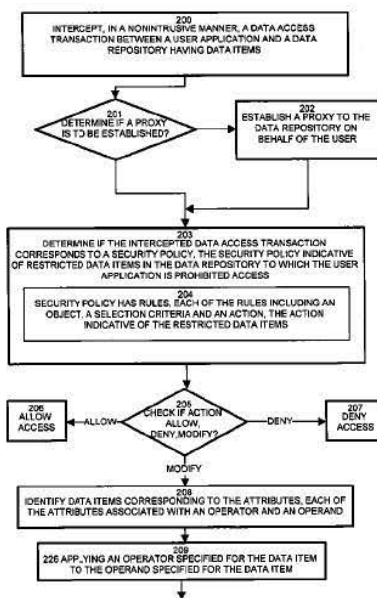 200
INTERCEPT, IN A NONINTRUSIVE MANNER, A DATA ACCESS
TRANSACTION BETWEEN A USER APPLICATION AND A DATA
REPOSITORY HAVING DATA ITEMS
201
DETERMINE IF A PROXY
IS TO BE ESTABLISHED?
202
ESTABLISH A PROXY TO THE
DATA REPOSITORY ON
BEHALF OF THE USER
203
DETERMINE IF THE INTERCEPTED DATA ACCESS TRANSACTION
CORRESPONDS TO A SECURITY POLICY, THE SECURITY POLICY INDICATIVE
OF RESTRICTED DATA ITEMS IN THE DATA REPOSITORY TO WHICH THE USER
APPLICATION IS PROHIBITED ACCESS
204
SECURITY POLICY HAS RULES, EACH OF THE RULES INCLUDING AN
OBJECT, A SELECTION CRITERIA AND AN ACTION, THE ACTION
INDICATIVE OF THE RESTRICTED DATA ITEMS
206
ALLOW
ACCESS
ALLOW
205
CHECK IF ACTION
ALLOW,
DENY,MODIFY?
DENY
207
DENY
ACCESS
MODIFY
208
IDENTIFY DATA ITEMS CORRESPONDING TO THE ATTRIBUTES, EACH OF
THE ATTRIBUTES ASSOCIATED WITH AN OPERATOR AND AN OPERAND
209
226 APPLYING AN OPERATOR SPECIFIED FOR THE DATA ITEM
TO THE OPERAND SPECIFIED FOR THE DATA ITEM